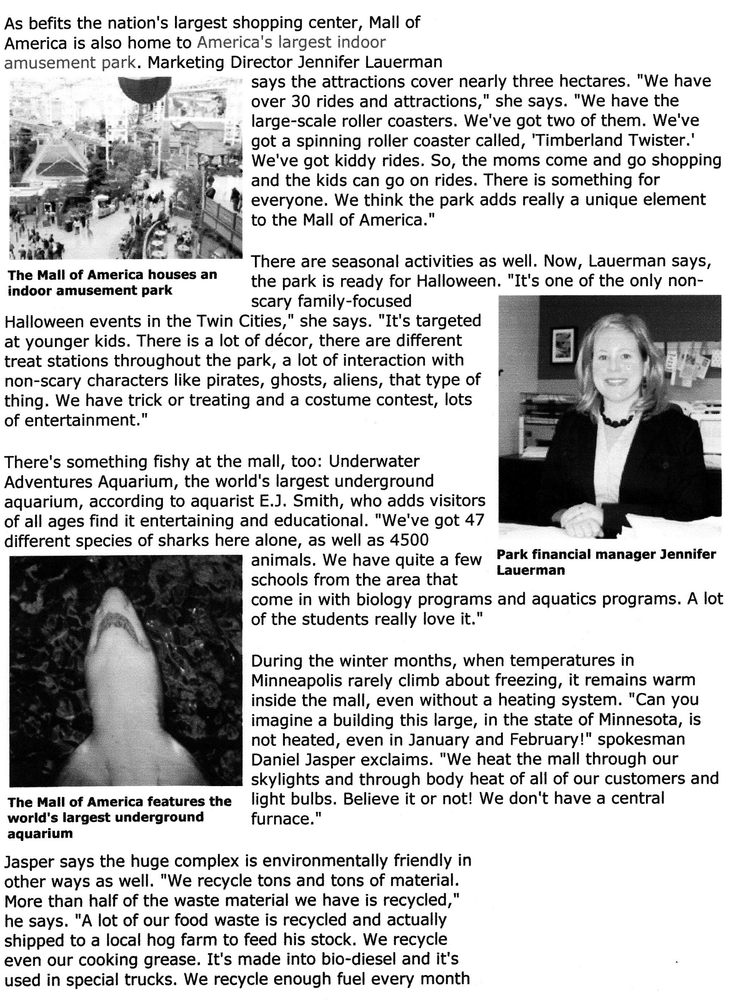 As befits the nation's largest shopping center, Mall of
America is also home to America's largest indoor
amusement park. Marketing Director Jennifer Lauerman
says the attractions cover nearly three hectares. "We have
over 30 rides and attractions," she says. "We have the
large-scale roller coasters. We've got two of them. We've
got a spinning roller coaster called, 'Timberland Twister.'
We've got kiddy rides. So, the moms come and go shopping
and the kids can go on rides. There is something for
everyone. We think the park adds really a unique element
to the Mall of America."
The Mall of America houses an
indoor amusement park
There are seasonal activities as well. Now, Lauerman says,
the park is ready for Halloween. "It's one of the only non-
scary family-focused
Halloween events in the Twin Cities," she says. "It's targeted
at younger kids. There is a lot of décor, there are different
treat stations throughout the park, a lot of interaction with
non-scary characters like pirates, ghosts, aliens, that type of
thing. We have trick or treating and a costume contest, lots
of entertainment."
Park financial manager Jennifer
Lauerman
There's something fishy at the mall, too: Underwater
Adventures Aquarium, the world's largest underground
aquarium, according to aquarist E.J. Smith, who adds visitors
of all ages find it entertaining and educational. "We've got 47
different species of sharks here alone, as well as 4500
animals. We have quite a few
schools from the area that
come in with biology programs and aquatics programs. A lot
of the students really love it."
The Mall of America features the
world's largest underground
aquarium
During the winter months, when temperatures in
Minneapolis rarely climb about freezing, it remains warm
inside the mall, even without a heating system. "Can you
imagine a building this large, in the state of Minnesota, is
not heated, even in January and February!" spokesman
Daniel Jasper exclaims. "We heat the mall through our
skylights and through body heat of all of our customers and
light bulbs. Believe it or not! We don't have a central
furnace."
Jasper says the huge complex is environmentally friendly in
other ways as well. "We recycle tons and tons of material.
More than half of the waste material we have is recycled,"
he says. "A lot of our food waste is recycled and actually
shipped to a local hog farm to feed his stock. We recycle
even our cooking grease. It's made into bio-diesel and it's
used in special trucks. We recycle enough fuel every month